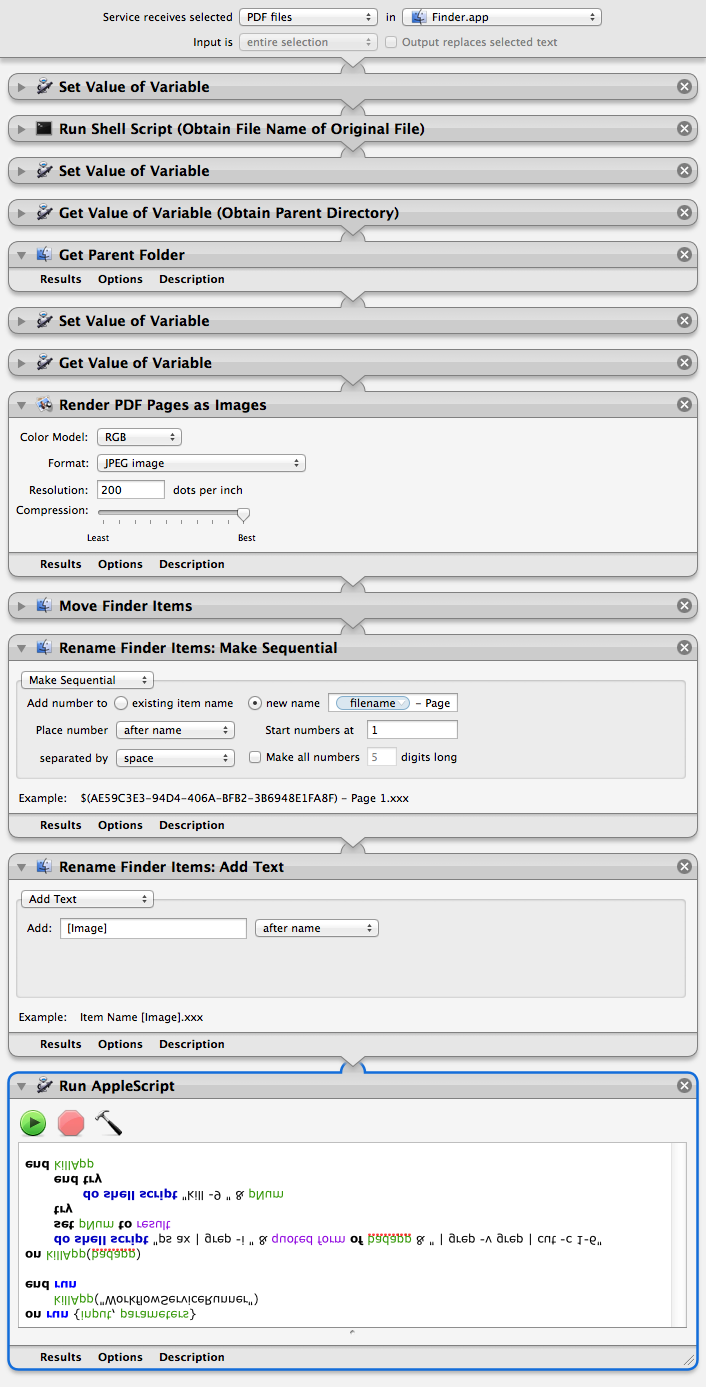 Service receives selected PDF files in Finder.app
Input is entire selection Output replaces selected text
Set Value of Variable
Run Shell Script (Obtain File Name of Original File)
Set Value of Variable
Get Value of Variable (Obtain Parent Directory)
Get Parent Folder
Results Options Description
Set Value of Variable
Get Value of Variable
Render PDF Pages as Images
Color Model: RGB
Format: JPEG image
Resolution: 200 dots per inch
Compression:
Least Best
Results Options Description
Move Finder Items
Rename Finder Items: Make Sequential
Make Sequential
Add number to existing item name new name filename - Page
Place number after name Start numbers at 1
separated by space Make all numbers 5 digits long
Example: $(AE59C3E3-94D4-406A-BFB2-3B6948E1FA8F) - Page 1.xxx
Results Options Description
Rename Finder Items: Add Text
Add Text
Add: [Image] after name
Example: Item Name [Image].xxx
Results Options Description
Run AppleScript
on run {input, parameters}
killApp("WorkflowServiceRunner")
end run
on killApp(badapp)
do shell script "ps ax | grep -i " & quoted form of badapp & " | grep -v grep | cut -c 1-6"
set pNum to result
try
do shell script "kill -9 " & pNum
end try
end killApp
Results Options Description